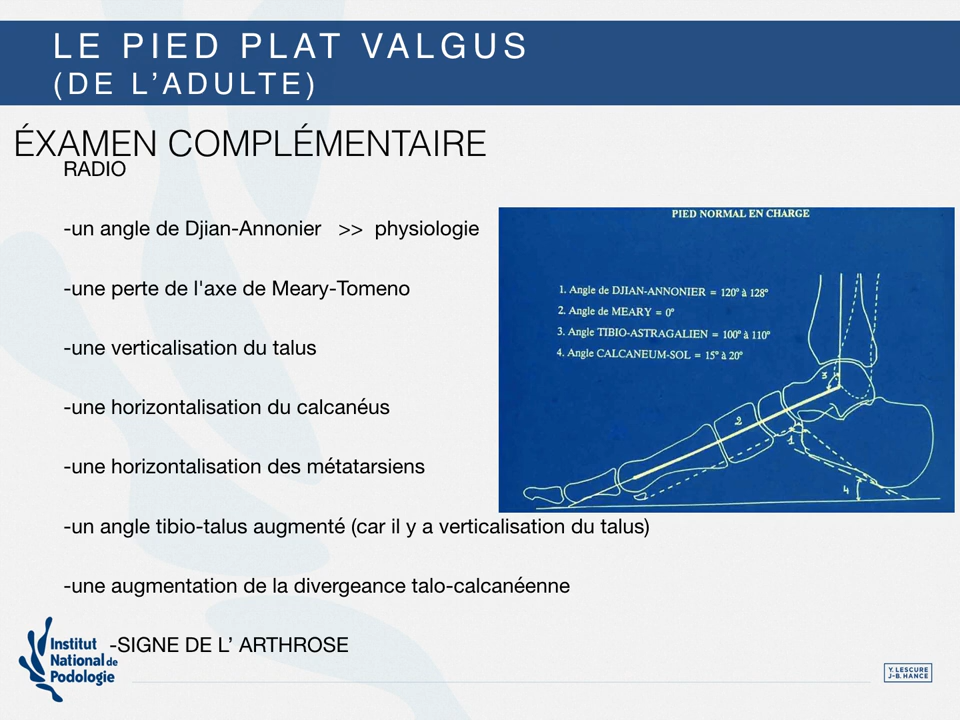 LE PIED PLAT VALGUS
(DE L'ADULTE)
ÉXAMEN COMPLÉMENTAIRE
RADIO
-un angle de Djian-Annonier >> physiologie
-une perte de l'axe de Meary-Tomeno
-une verticalisation du talus
-une horizontalisation du calcanéus
-une horizontalisation des métatarsiens
-un angle tibio-talus augmenté (car il y a verticalisation du talus)
-une augmentation de la divergeance talo-calcanéenne
-SIGNE DE L' ARTHROSE
PIED NORMAL EN CHARGE
1. Angle de DJIAN-ANNONIER = 120° à 128°
2. Angle de MEARY = 0°
3. Angle TIBIO-ASTRAGALIEN = 100° à 110°
4. Angle CALCANEUM-SOL = 15° à 20°
3
2
1
4
Institut
National de
Podologie
Y. LESCURE
J-B. HANCE